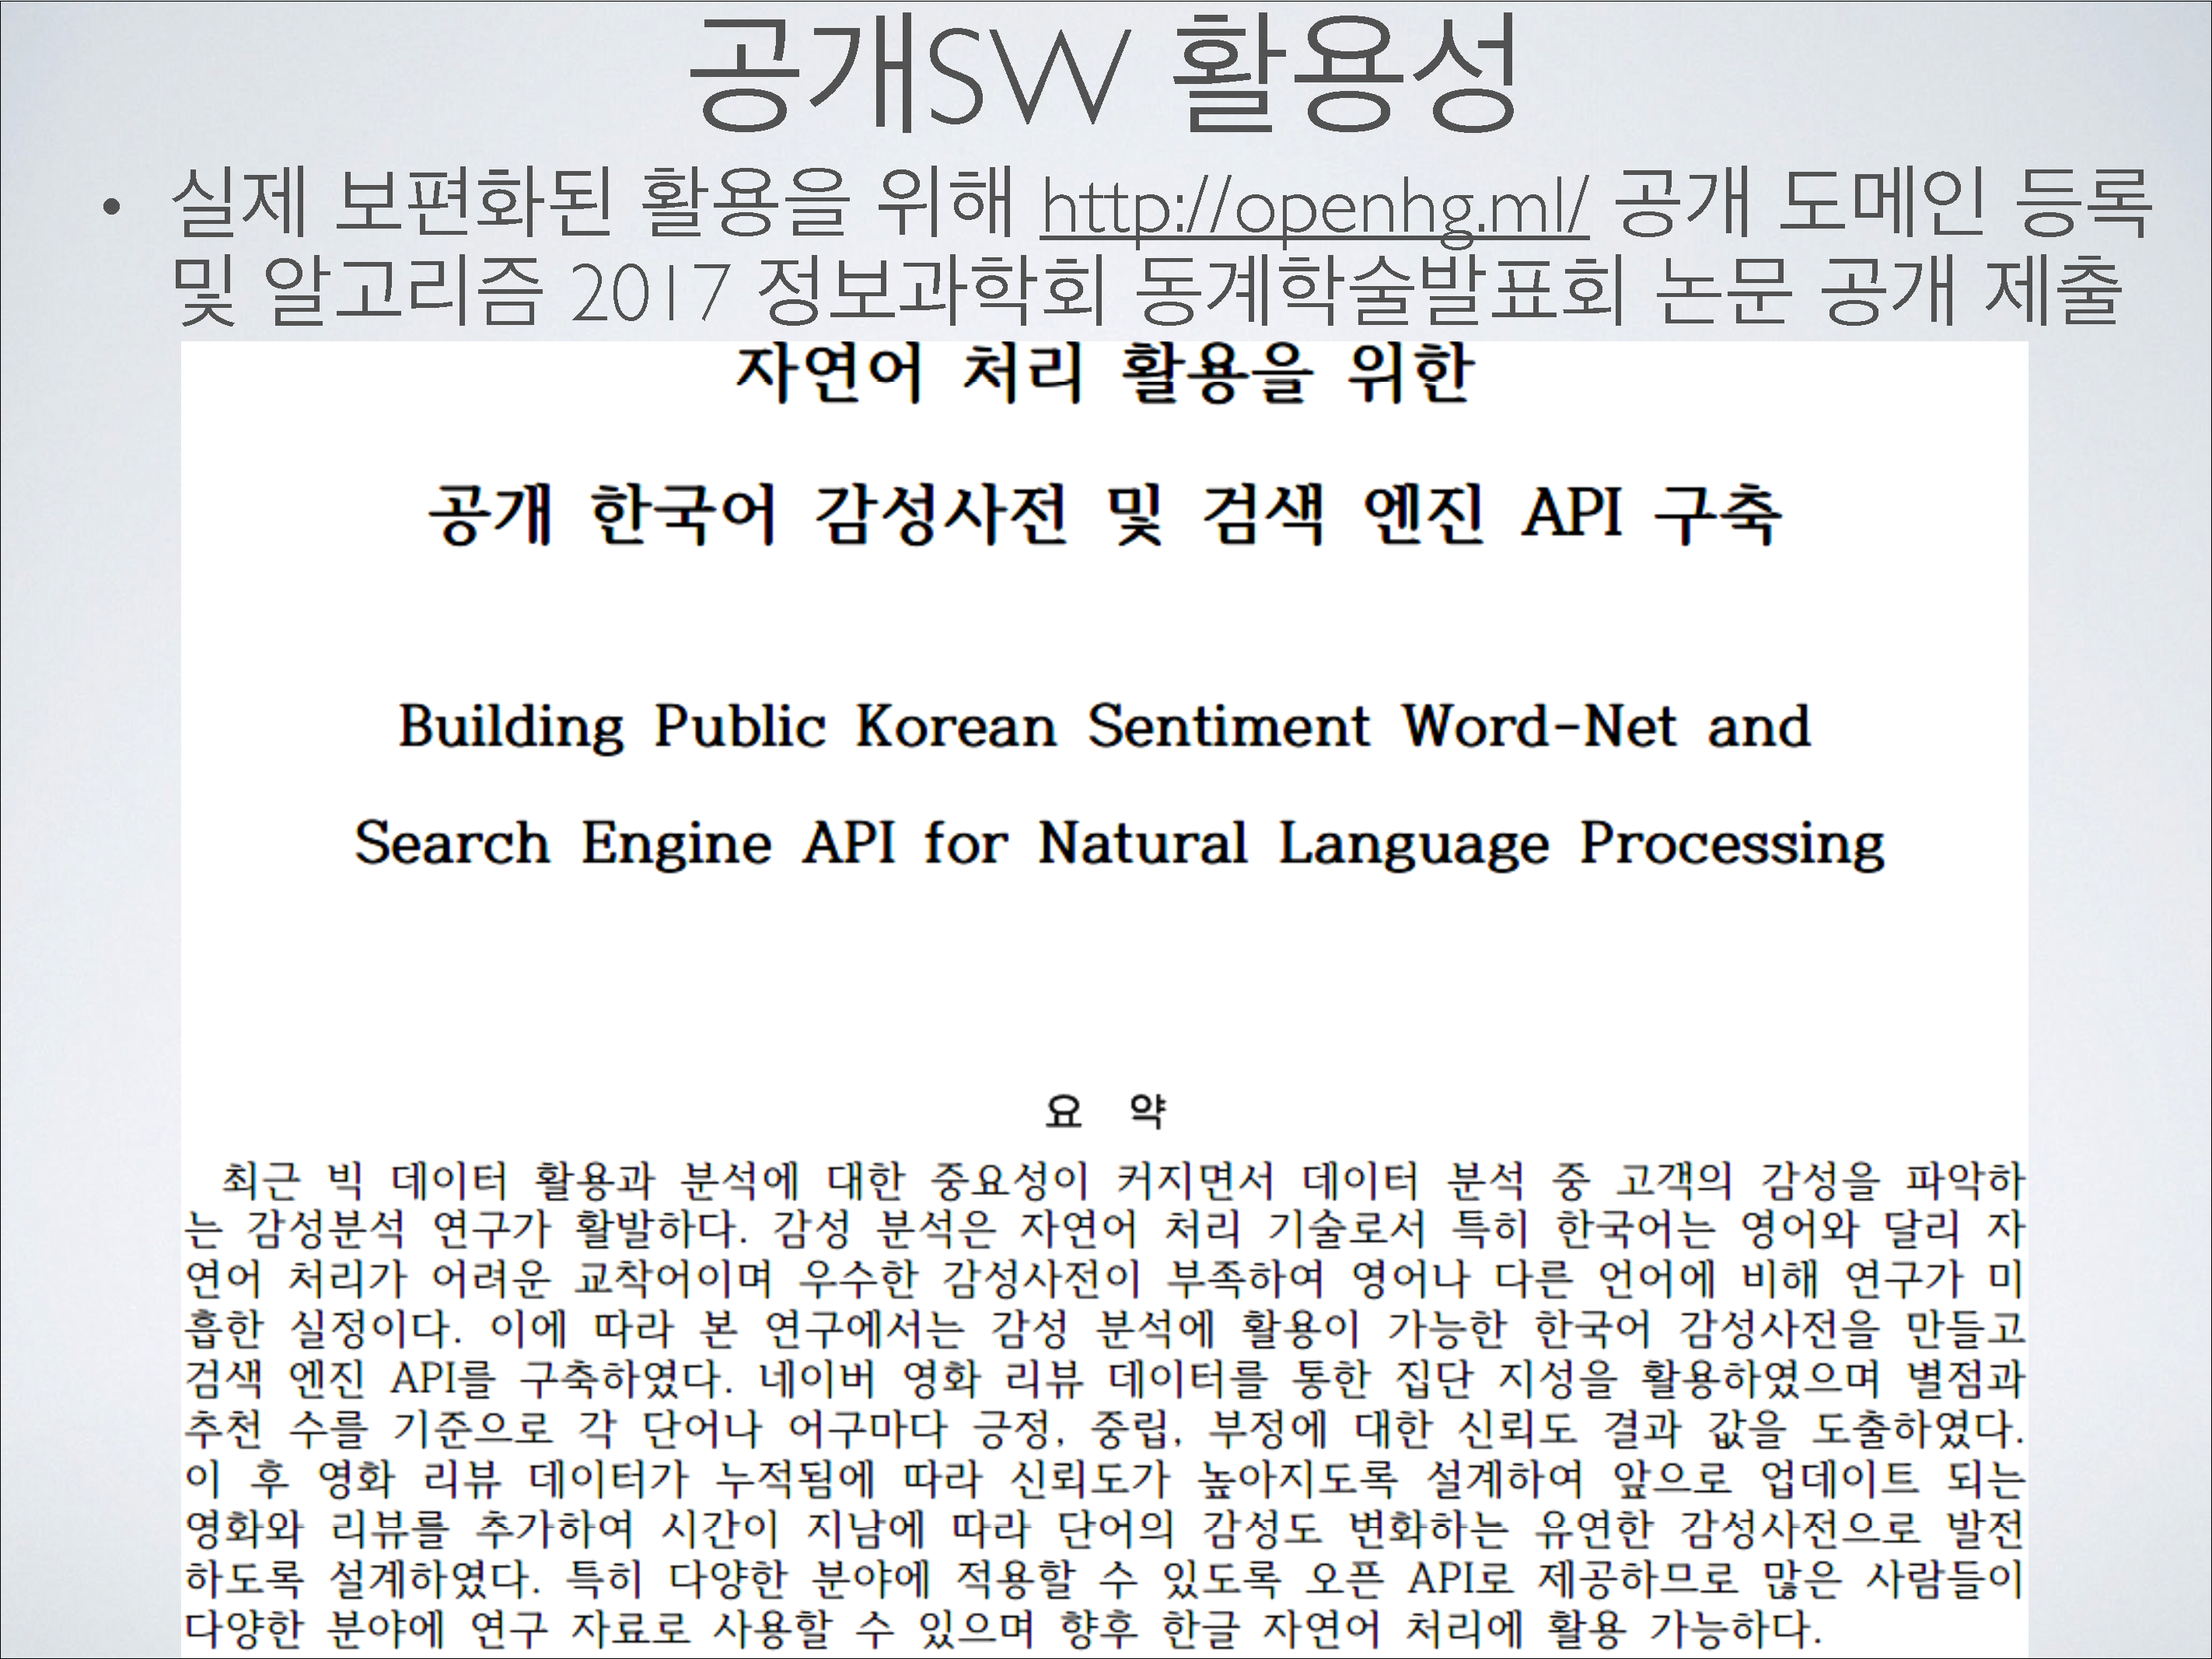 공개SW 활용성
• 실제 보편화된 활용을 위해 http://openhg.ml/ 공개 도메인 등록
및 알고리즘 2017 정보과학회 동계학술발표회 논문 공개 제출
자연어 처리 활용을 위한
공개 한국어 감성사전 및 검색 엔진 API 구축
Building Public Korean Sentiment Word-Net and
Search Engine API for Natural Language Processing
요 약
최근 빅 데이터 활용과 분석에 대한 중요성이 커지면서 데이터 분석 중 고객의 감성을 파악하
는 감성분석 연구가 활발하다. 감성 분석은 자연어 처리 기술로서 특히 한국어는 영어와 달리 자
연어 처리가 어려운 교착어이며 우수한 감성사전이 부족하여 영어나 다른 언어에 비해 연구가 미
흡한 실정이다. 이에 따라 본 연구에서는 감성 분석에 활용이 가능한 한국어 감성사전을 만들고
검색 엔진 API를 구축하였다. 네이버 영화 리뷰 데이터를 통한 집단 지성을 활용하였으며 별점과
추천 수를 기준으로 각 단어나 어구마다 긍정, 중립, 부정에 대한 신뢰도 결과 값을 도출하였다.
이 후 영화 리뷰 데이터가 누적됨에 따라 신뢰도가 높아지도록 설계하여 앞으로 업데이트 되는
영화와 리뷰를 추가하여 시간이 지남에 따라 단어의 감성도 변화하는 유연한 감성사전으로 발전
하도록 설계하였다. 특히 다양한 분야에 적용할 수 있도록 오픈 API로 제공하므로 많은 사람들이
다양한 분야에 연구 자료로 사용할 수 있으며 향후 한글 자연어 처리에 활용 가능하다.